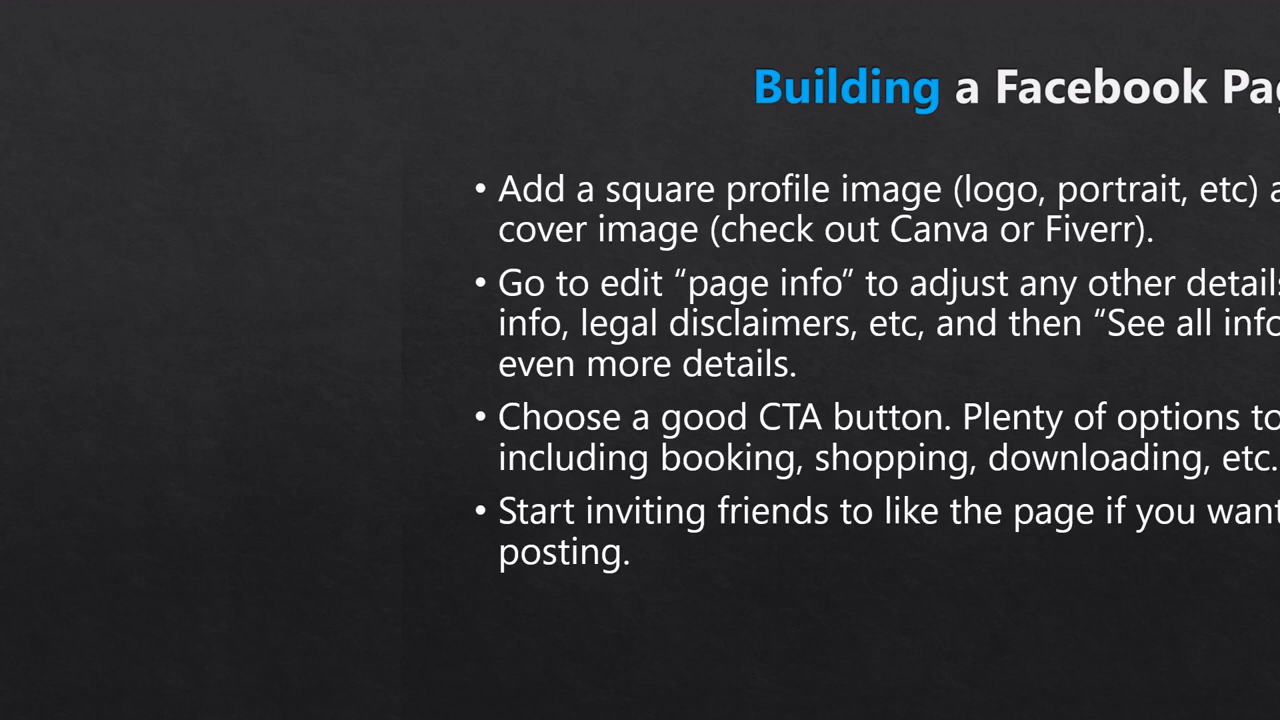 Building a Facebook
• Add a square profile image (logo, portrait, etc)
cover image (check out Canva or Fiverr).
• Go to edit “page info” to adjust any other details
info, legal disclaimers, etc, and then “See all info
even more details.
• Choose a good CTA button. Plenty of options to
including booking, shopping, downloading, etc.
• Start inviting friends to like the page if you want
posting.